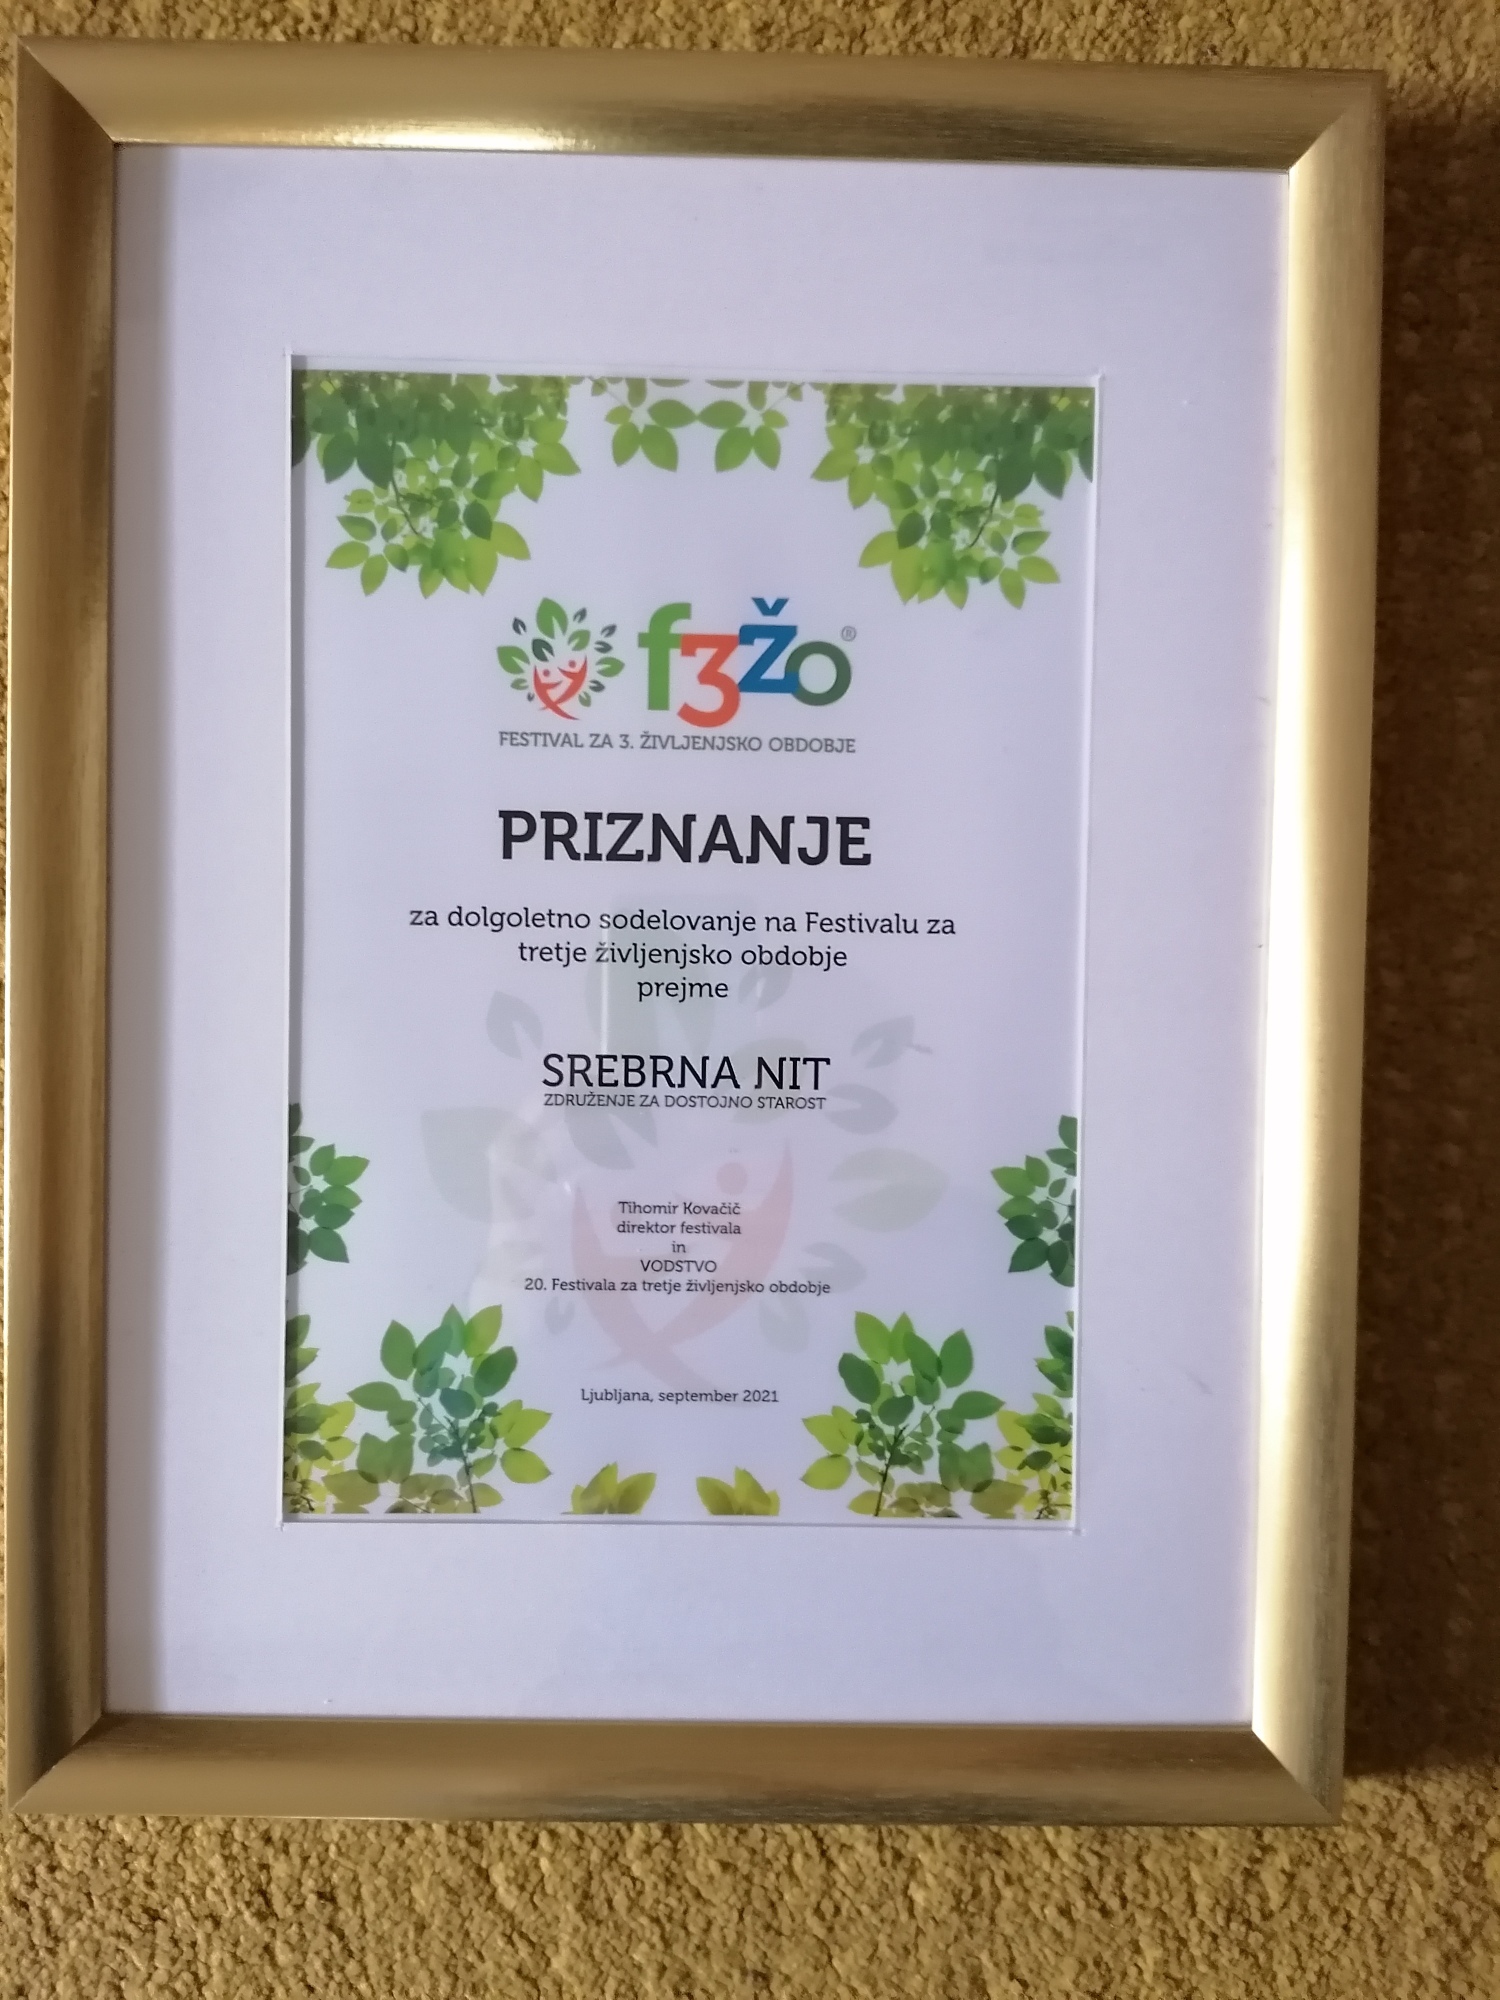 f3žo®
FESTIVAL ZA 3. ŽIVLJENJSKO OBDOBJE
PRIZNANJE
za dolgoletno sodelovanje na Festivalu za
tretje življenjsko obdobje
prejme
SREBRNA NIT
ZDRUŽENJE ZA DOSTOJNO STAROST
Tihomir Kovačič
direktor festivala
in
VODSTVO
20. Festivala za tretje življenjsko obdobje
Ljubljana, september 2021